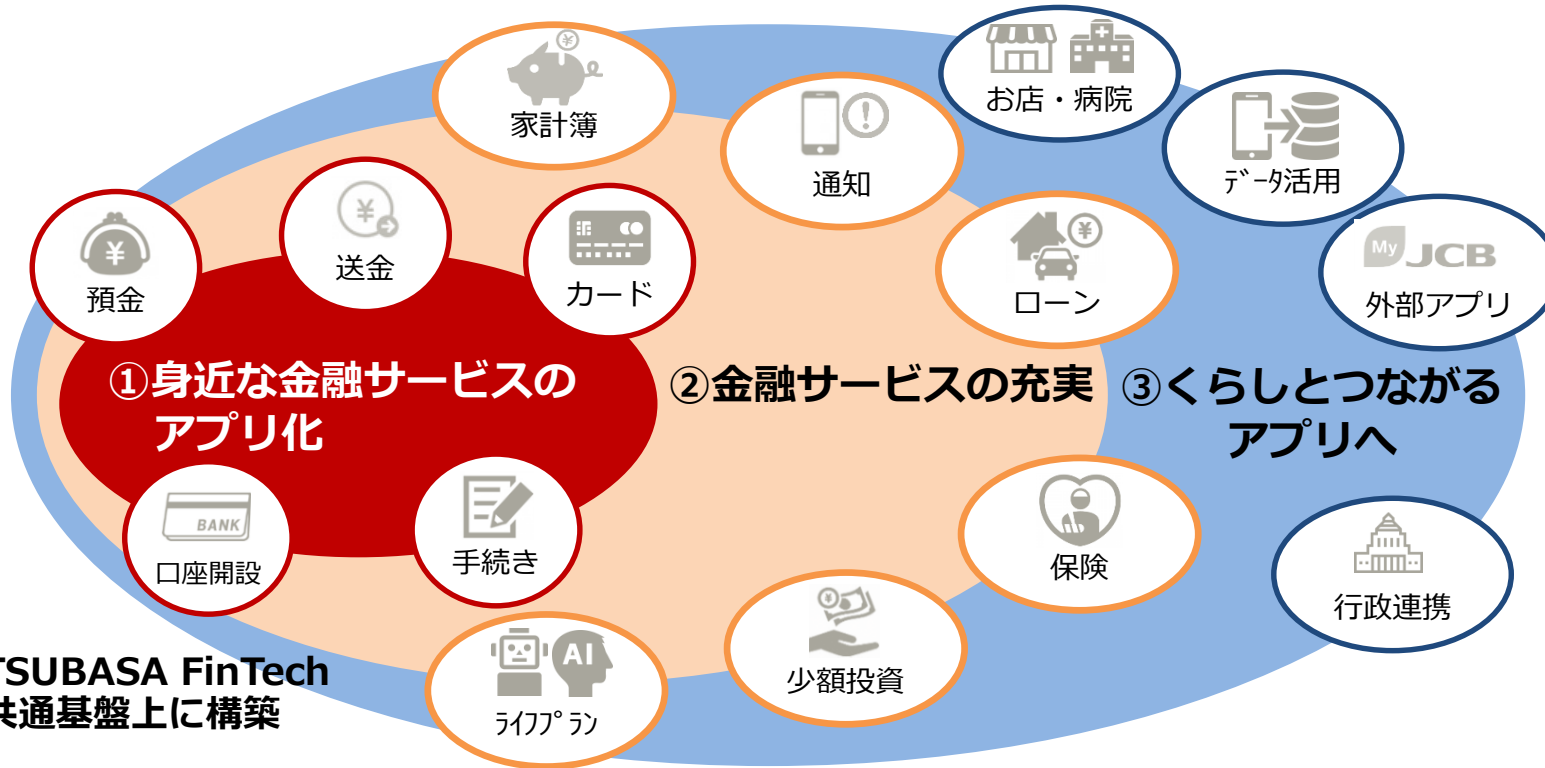 家計簿
お店・病院
通知
ﾃﾞｰﾀ活用
預金
送金
カード
ローン
My JCB
外部アプリ
①身近な金融サービスの
アプリ化
②金融サービスの充実
③くらしとつながる
アプリへ
BANK
口座開設
手続き
保険
行政連携
TSUBASA FinTech
共通基盤上に構築
AI
ﾗｲﾌﾌﾟﾗﾝ
少額投資